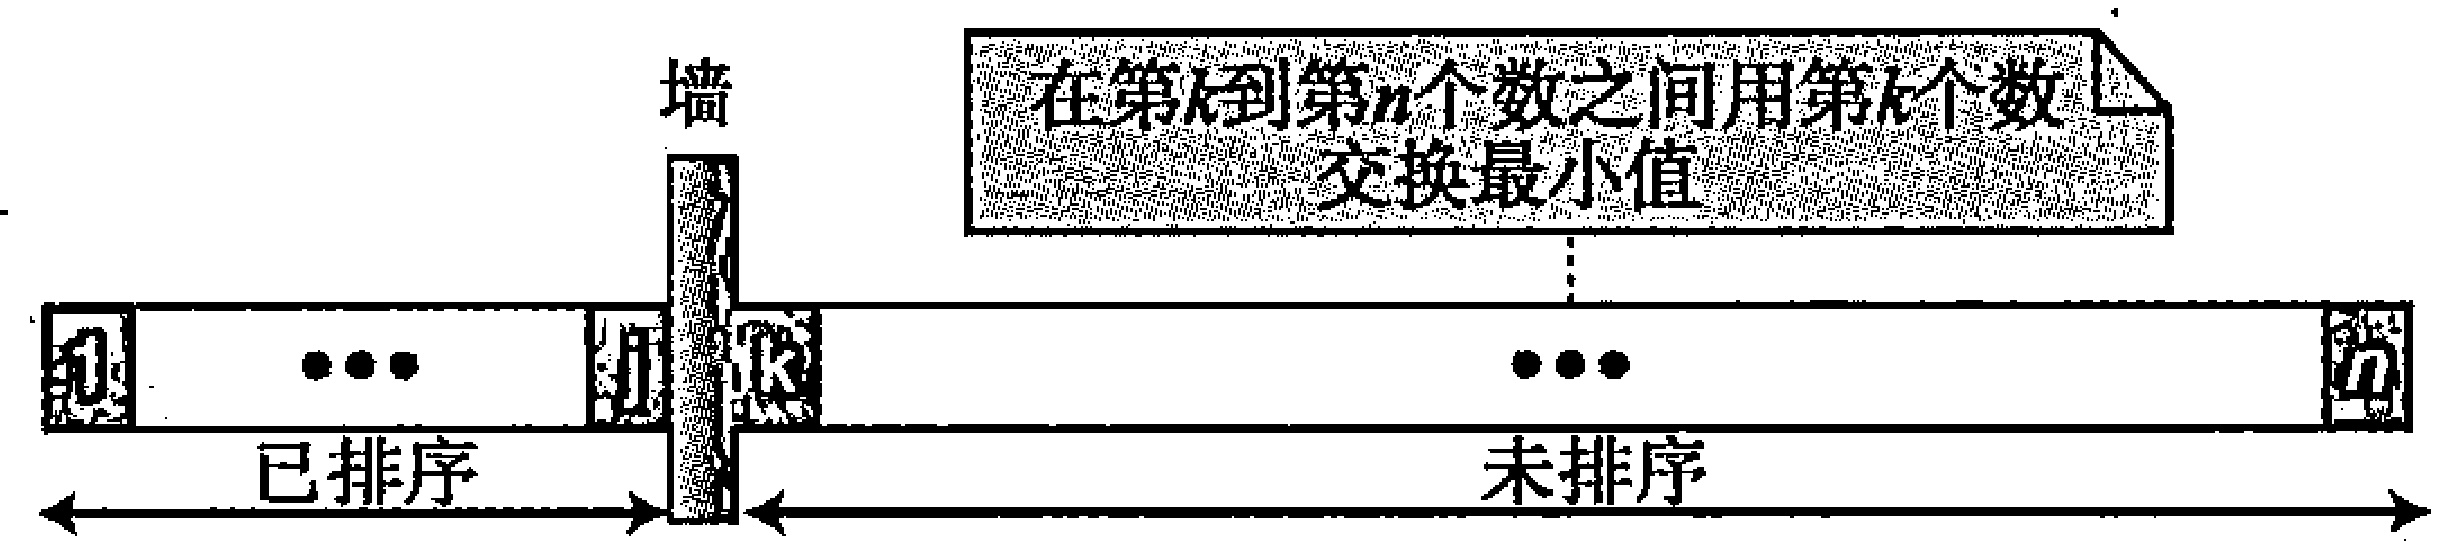 墙
在第k到第n个数之间用第k个数
交换最小值
1 ••• j k ••• n
已排序
未排序